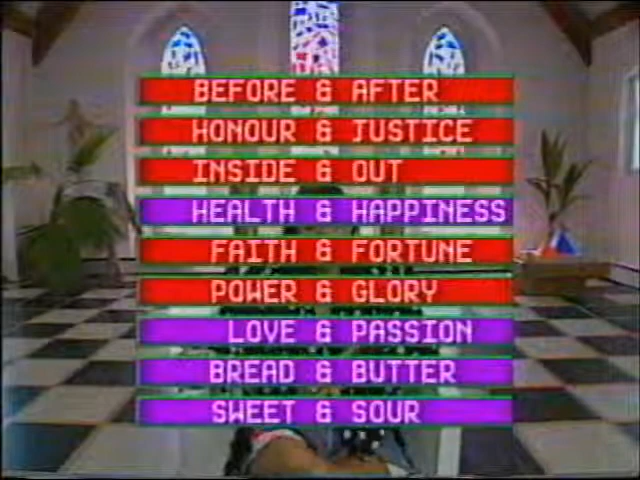 BEFORE & AFTER
HONOUR & JUSTICE
INSIDE & OUT
HEALTH & HAPPINESS
FAITH & FORTUNE
POWER & GLORY
LOVE & PASSION
BREAD & BUTTER
SWEET & SOUR